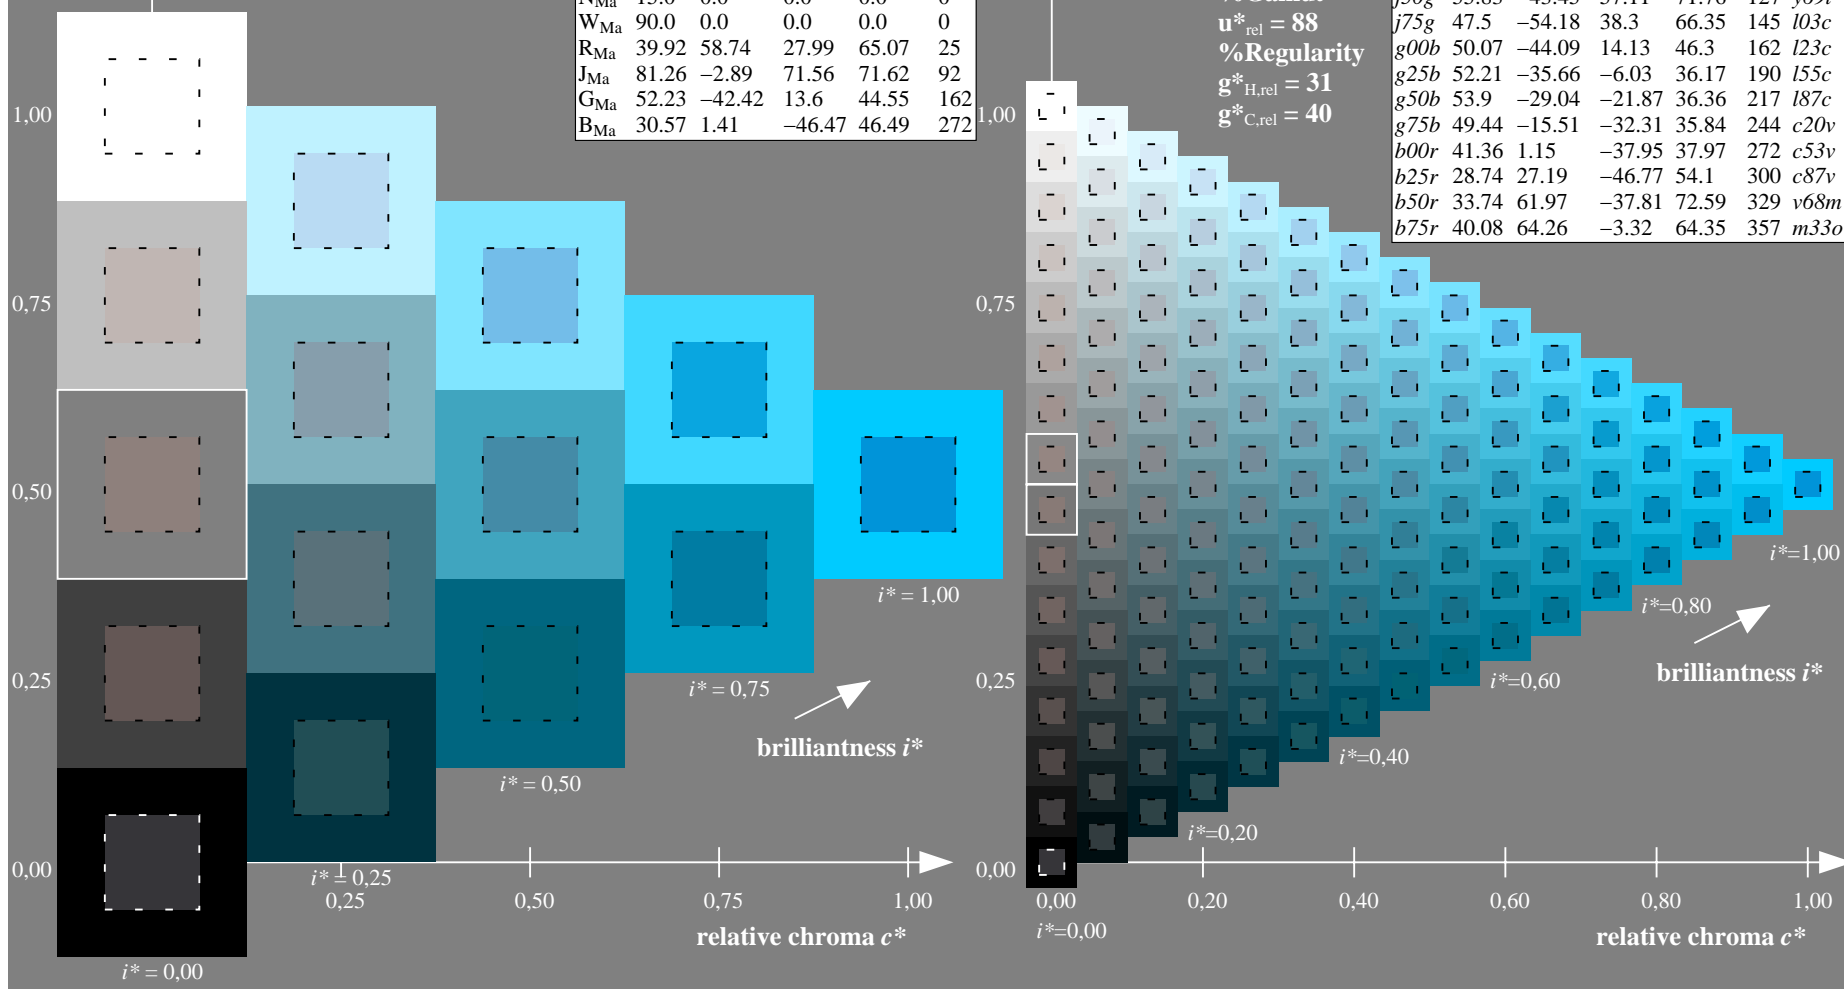 N_Ma 15.0 0.0 0.0 0.0 0
W_Ma 90.0 0.0 0.0 0.0 0
R_Ma 39.92 58.74 27.99 65.07 25
J_Ma 81.26 −2.89 71.56 71.62 92
G_Ma 52.23 −42.42 13.6 44.55 162
B_Ma 30.57 1.41 −46.47 46.49 272
u*rel = 88
%Regularity
g*H,rel = 31
g*C,rel = 40
j75g 47.5 −54.18 38.3 66.35 145 l03c
g00b 50.07 −44.09 14.13 46.3 162 l23c
g25b 52.21 −35.66 −6.03 36.17 190 l55c
g50b 53.9 −29.04 −21.87 36.36 217 l87c
g75b 49.44 −15.51 −32.31 35.84 244 c20v
b00r 41.36 1.15 −37.95 37.97 272 c53v
b25r 28.74 27.19 −46.77 54.1 300 c87v
b50r 33.74 61.97 −37.81 72.59 329 v68m
b75r 40.08 64.26 −3.32 64.35 357 m33o
1,00
0,75
0,50
0,25
0,00
i* = 1,00
i* = 0,75
brilliantness i*
i* = 0,50
i* = 0,25
0,25 0,50 0,75 1,00
relative chroma c*
i* = 0,00
1,00
0,75
0,50
0,25
0,00
i*=1,00
i*=0,80
brilliantness i*
i*=0,60
i*=0,40
i*=0,20
0,00 0,20 0,40 0,60 0,80 1,00
i*=0,00
relative chroma c*